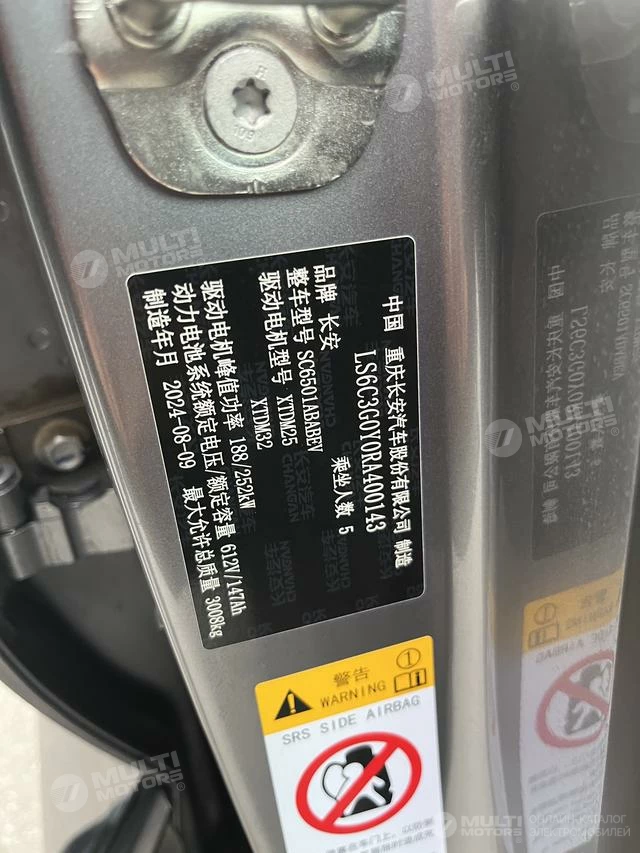 中国 重庆长安汽车股份有限公司 制造
LS6C3G0Y0RA400143
品牌 长安 乘坐人数 5
整车型号 SC6501ABABEV
驱动电机型号 XTDM25
XTDM32
驱动电机峰值功率 188/252kW
动力电池系统额定电压/额定容量 612V/147Ah
制造年月 2024-08-09 最大允许总质量 3008kg
警告
WARNING
SRS SIDE AIRBAG
MULTI MOTORS
ОНЛАЙН-КАТАЛОГ
ЭЛЕКТРОМОБИЛЕЙ